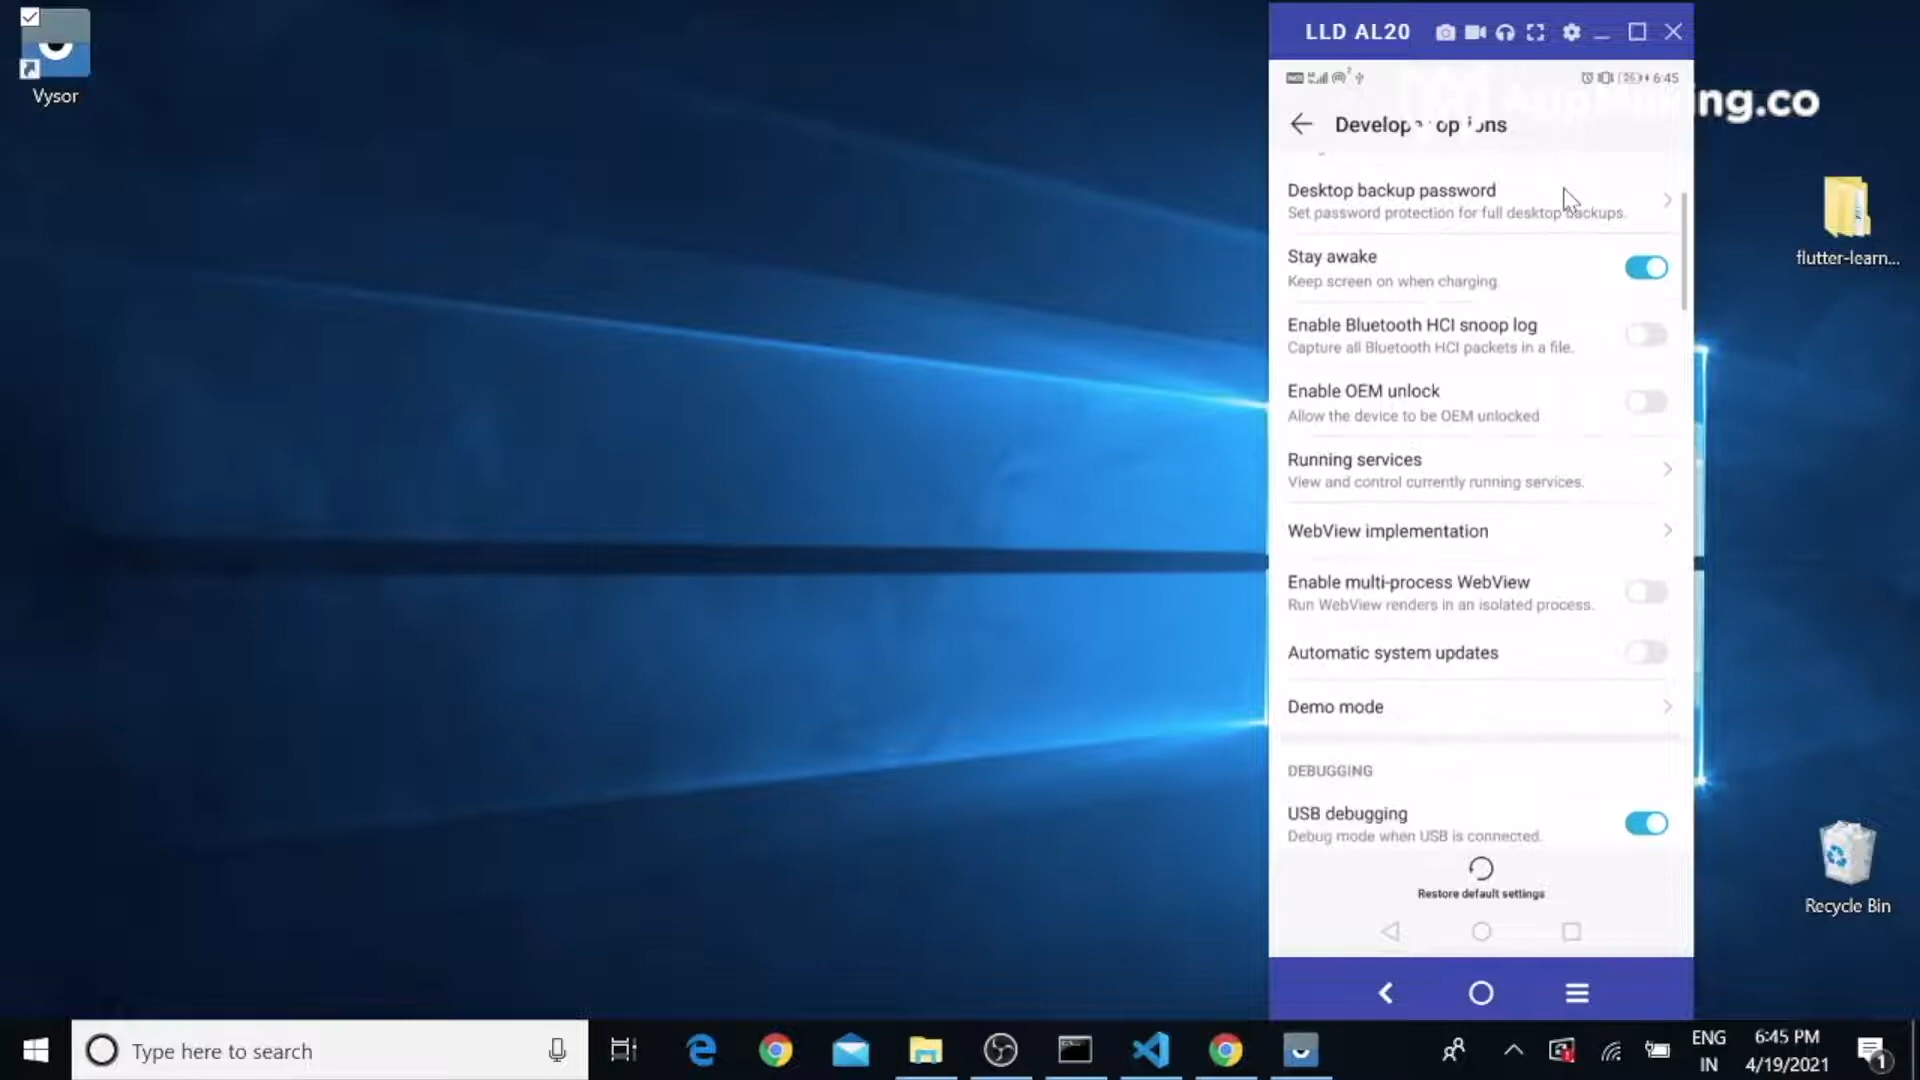 Vysor
LLD AL20
6:45
ing.co
Desktop backup password
Set password protection for full desktop backups.
Stay awake
Keep screen on when charging.
Enable Bluetooth HCI snoop log
Capture all Bluetooth HCI packets in a file.
Enable OEM unlock
Allow the device to be OEM unlocked
Running services
View and control currently running services.
WebView implementation
Enable multi-process WebView
Run WebView renders in an isolated process.
Automatic system updates
Demo mode
DEBUGGING
USB debugging
Debug mode when USB is connected.
Restore default settings
flutter-learn...
Recycle Bin
Type here to search
ENG
IN
6:45 PM
4/19/2021
1